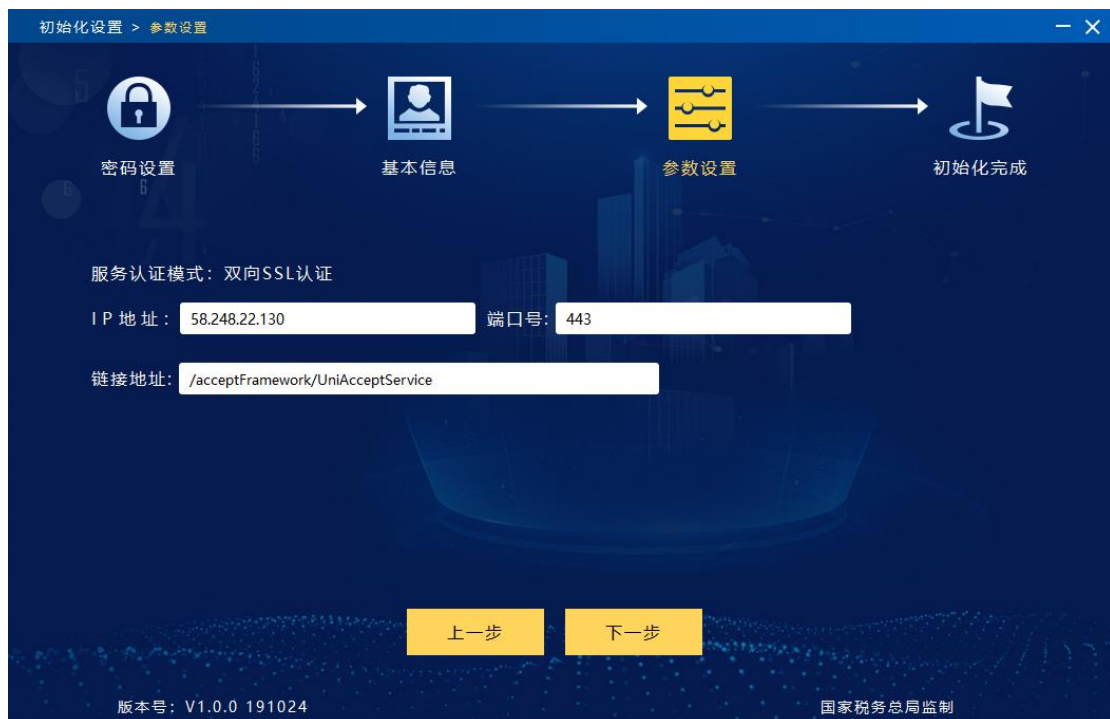 初始化设置 > 参数设置
密码设置 基本信息 参数设置 初始化完成
服务认证模式：双向SSL认证
IP地址： 58.248.22.130 端口号: 443
链接地址: /acceptFramework/UniAcceptService
上一步 下一步
版本号：V1.0.0 191024 国家税务总局监制